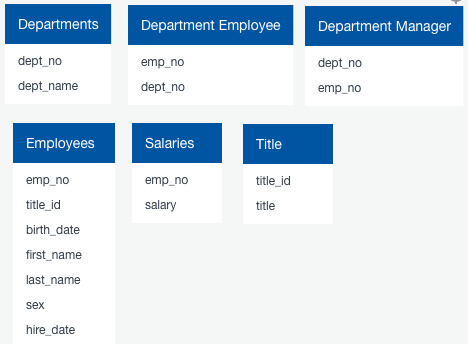 Departments
dept_no
dept_name
Department Employee
emp_no
dept_no
Department Manager
dept_no
emp_no
Employees
emp_no
title_id
birth_date
first_name
last_name
sex
hire_date
Salaries
emp_no
salary
Title
title_id
title